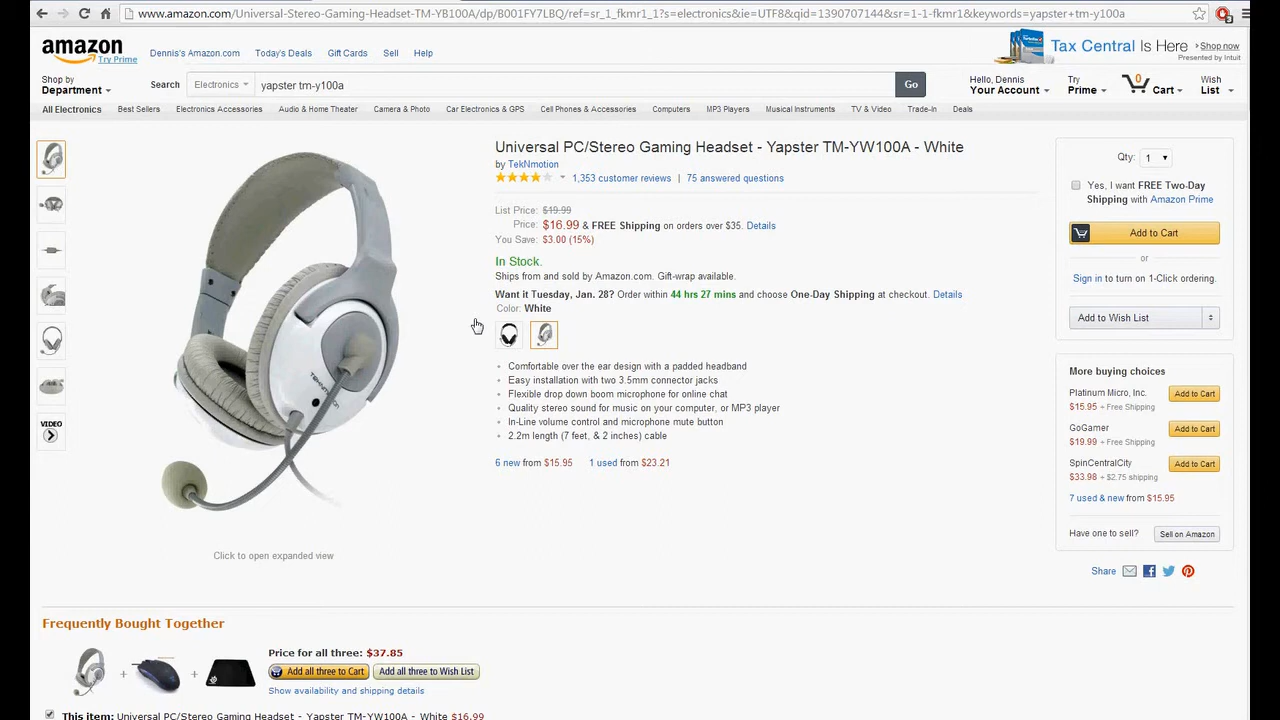 www.amazon.com/Universal-Stereo-Gaming-Headset-TM-YB100A/dp/B001FY7LBQ/ref=sr_1_fkmr1_1?s=electronics&ie=UTF8&qid=1390707144&sr=1-1-fkmr1&keywords=yapster+tm-y100a
amazon
Try Prime
Dennis's Amazon.com Today's Deals Gift Cards Sell Help
Tax Central Is Here Shop now
Presented by Intuit
Shop by
Department
Search Electronics yapster tm-y100a Go
Hello, Dennis
Your Account
Try
Prime
0
Cart
Wish
List
All Electronics Best Sellers Electronics Accessories Audio & Home Theater Camera & Photo Car Electronics & GPS Cell Phones & Accessories Computers MP3 Players Musical Instruments TV & Video Trade-In Deals
Universal PC/Stereo Gaming Headset - Yapster TM-YW100A - White
by TekNmotion
1,353 customer reviews | 75 answered questions
List Price: $19.99
Price: $16.99 & FREE Shipping on orders over $35. Details
You Save: $3.00 (15%)
In Stock.
Ships from and sold by Amazon.com. Gift-wrap available.
Want it Tuesday, Jan. 28? Order within 44 hrs 27 mins and choose One-Day Shipping at checkout. Details
Color: White
Comfortable over the ear design with a padded headband
Easy installation with two 3.5mm connector jacks
Flexible drop down boom microphone for online chat
Quality stereo sound for music on your computer, or MP3 player
In-Line volume control and microphone mute button
2.2m length (7 feet, & 2 inches) cable
6 new from $15.95 1 used from $23.21
VIDEO
Click to open expanded view
Qty: 1
Yes, I want FREE Two-Day
Shipping with Amazon Prime
Add to Cart
or
Sign in to turn on 1-Click ordering.
Add to Wish List
More buying choices
Platinum Micro, Inc.
$15.95 + Free Shipping
Add to Cart
GoGamer
$19.99 + Free Shipping
Add to Cart
SpinCentralCity
$33.98 + $2.75 shipping
Add to Cart
7 used & new from $15.95
Have one to sell? Sell on Amazon
Share
Frequently Bought Together
Price for all three: $37.85
Add all three to Cart Add all three to Wish List
Show availability and shipping details
This item: Universal PC/Stereo Gaming Headset - Yapster TM-YW100A - White $16.99